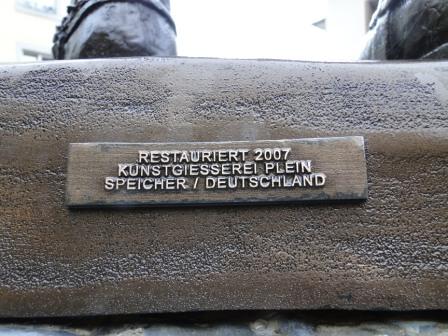 RESTAURIERT 2007
KUNSTGIESSEREI PLEIN
SPEICHER / DEUTSCHLAND